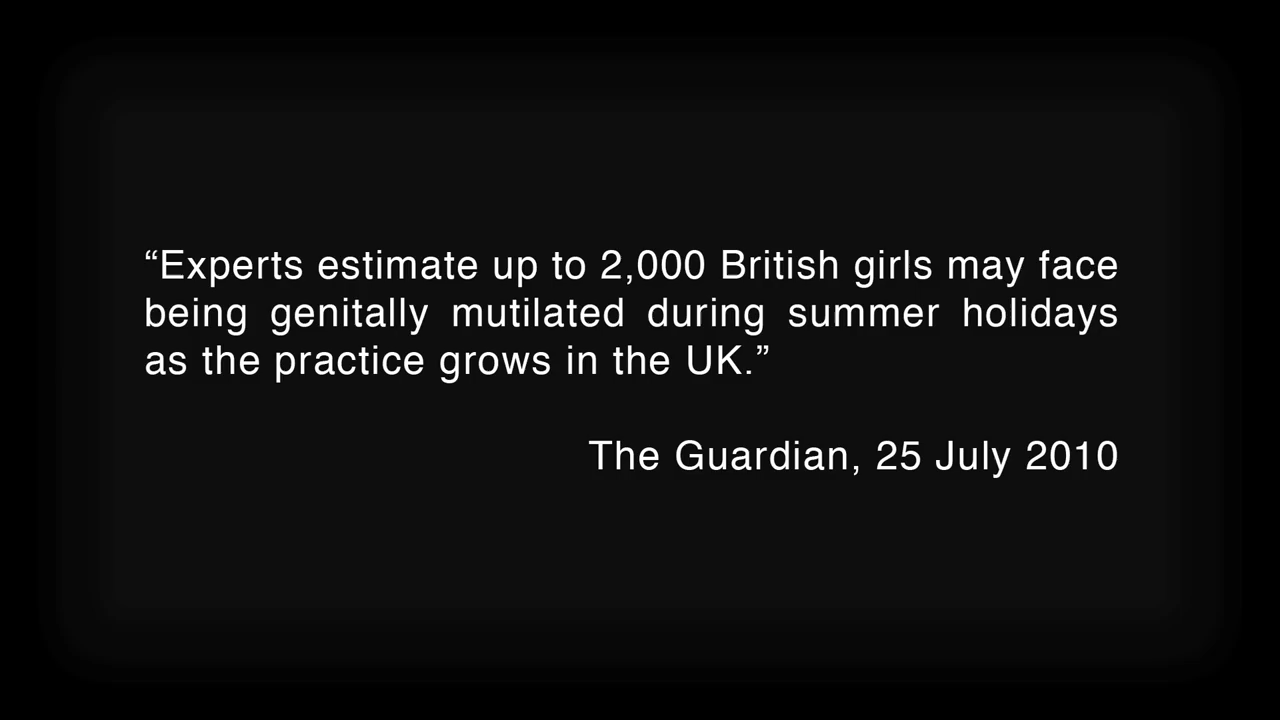 “Experts estimate up to 2,000 British girls may face
being genitally mutilated during summer holidays
as the practice grows in the UK.”
The Guardian, 25 July 2010